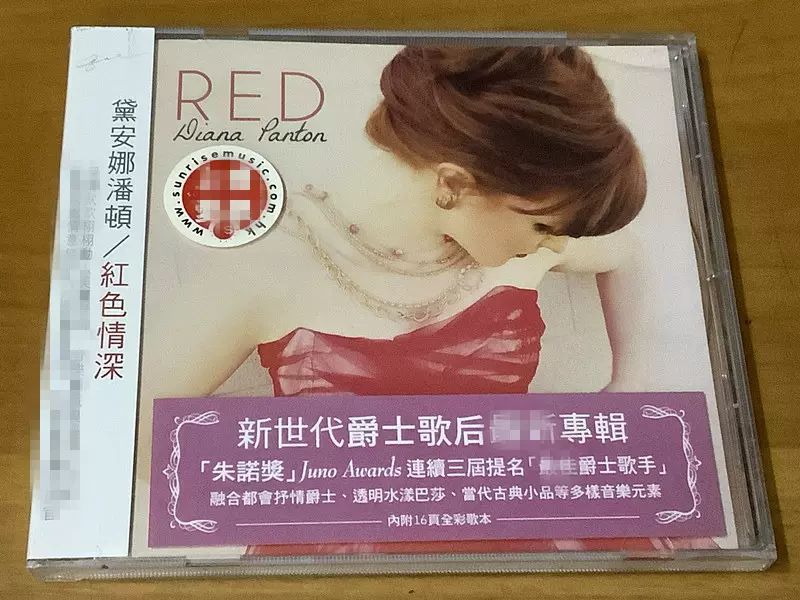 RED
Diana Panton
www.sunrisemusic.com.hk
黛安娜潘頓／紅色情深
新世代爵士歌后 專輯
「朱諾獎」Juno Awards 連續三屆提名「 爵士歌手」
融合都會抒情爵士、透明水漾巴莎、當代古典小品等多樣音樂元素
內附16頁全彩歌本